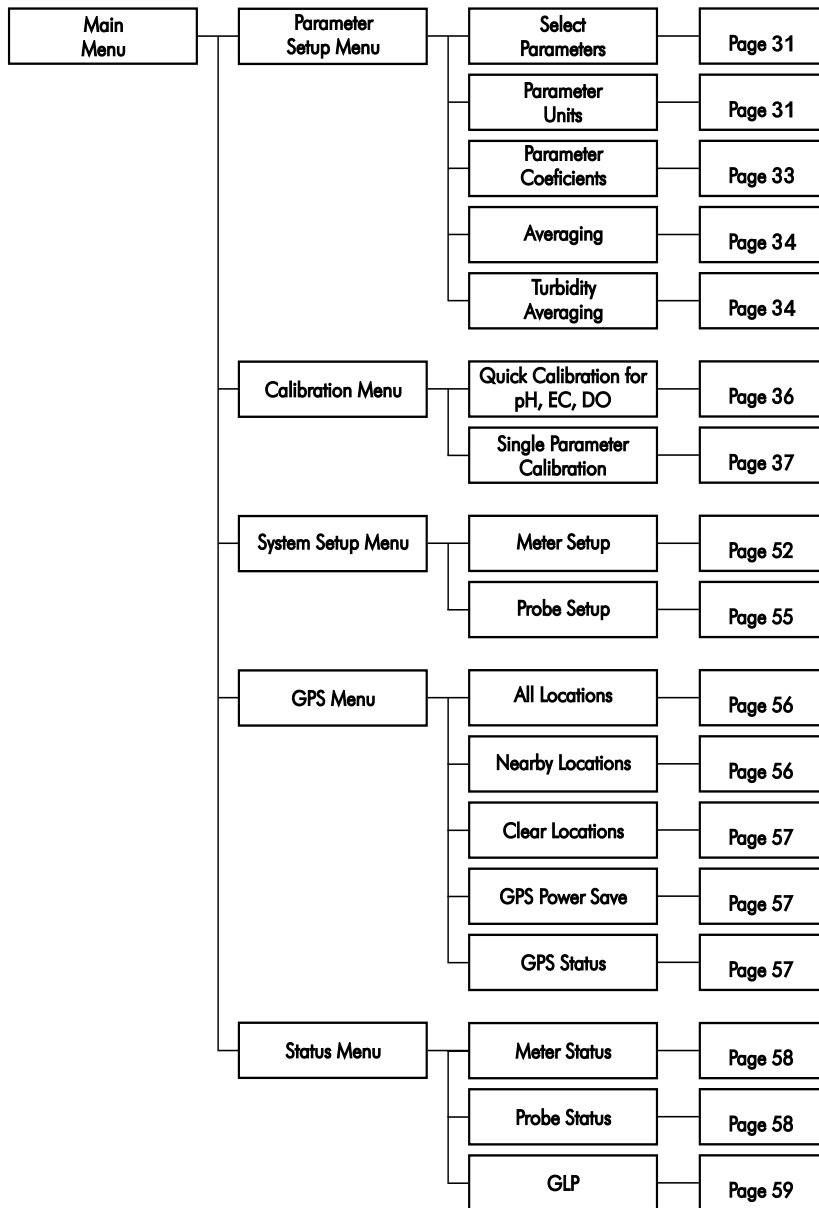 Main
Menu
Parameter
Setup Menu
Select
Parameters
Page 31
Parameter
Units
Page 31
Parameter
Coeficients
Page 33
Averaging
Page 34
Turbidity
Averaging
Page 34
Calibration Menu
Quick Calibration for
pH, EC, DO
Page 36
Single Parameter
Calibration
Page 37
System Setup Menu
Meter Setup
Page 52
Probe Setup
Page 55
GPS Menu
All Locations
Page 56
Nearby Locations
Page 56
Clear Locations
Page 57
GPS Power Save
Page 57
GPS Status
Page 57
Status Menu
Meter Status
Page 58
Probe Status
Page 58
GLP
Page 59